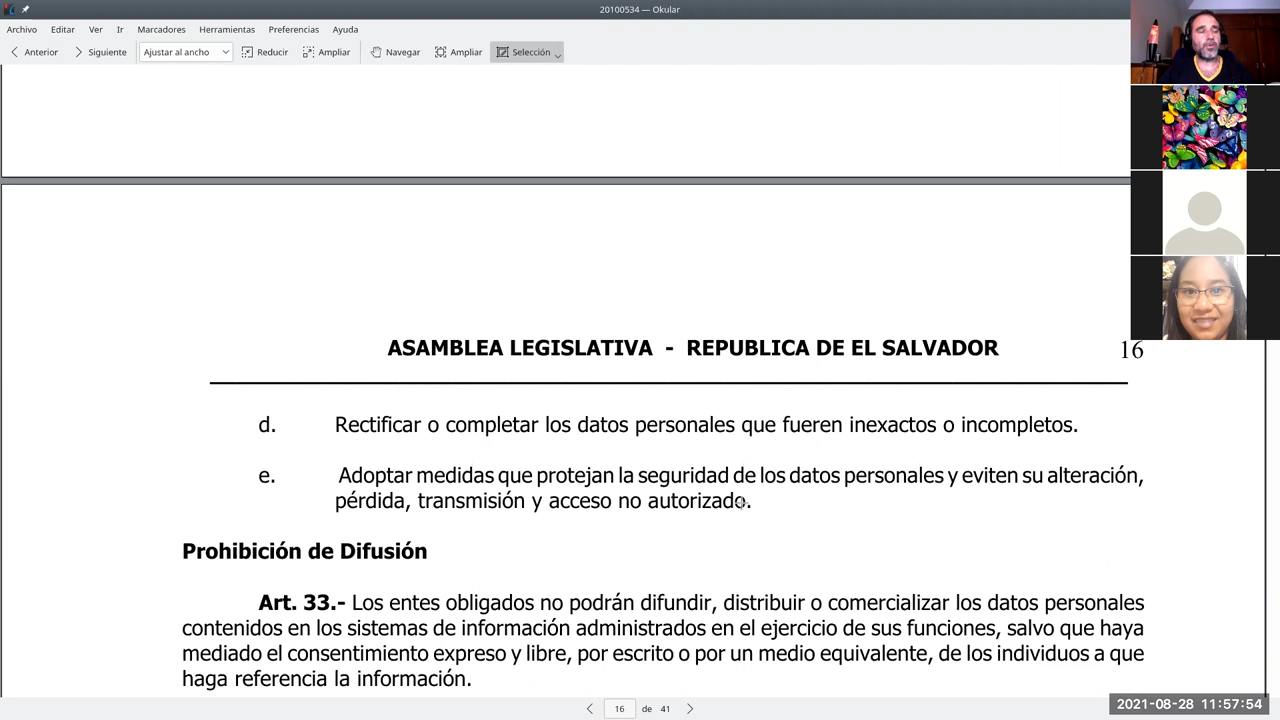 20100534 — Okular
Archivo Editar Ver Ir Marcadores Herramientas Preferencias Ayuda
Anterior Siguiente Ajustar al ancho Reducir Ampliar Navegar Ampliar Selección
ASAMBLEA LEGISLATIVA - REPUBLICA DE EL SALVADOR 16
d. Rectificar o completar los datos personales que fueren inexactos o incompletos.
e. Adoptar medidas que protejan la seguridad de los datos personales y eviten su alteración,
pérdida, transmisión y acceso no autorizado.
Prohibición de Difusión
Art. 33.- Los entes obligados no podrán difundir, distribuir o comercializar los datos personales
contenidos en los sistemas de información administrados en el ejercicio de sus funciones, salvo que haya
mediado el consentimiento expreso y libre, por escrito o por un medio equivalente, de los individuos a que
haga referencia la información.
16 de 41
2021-08-28 11:57:54